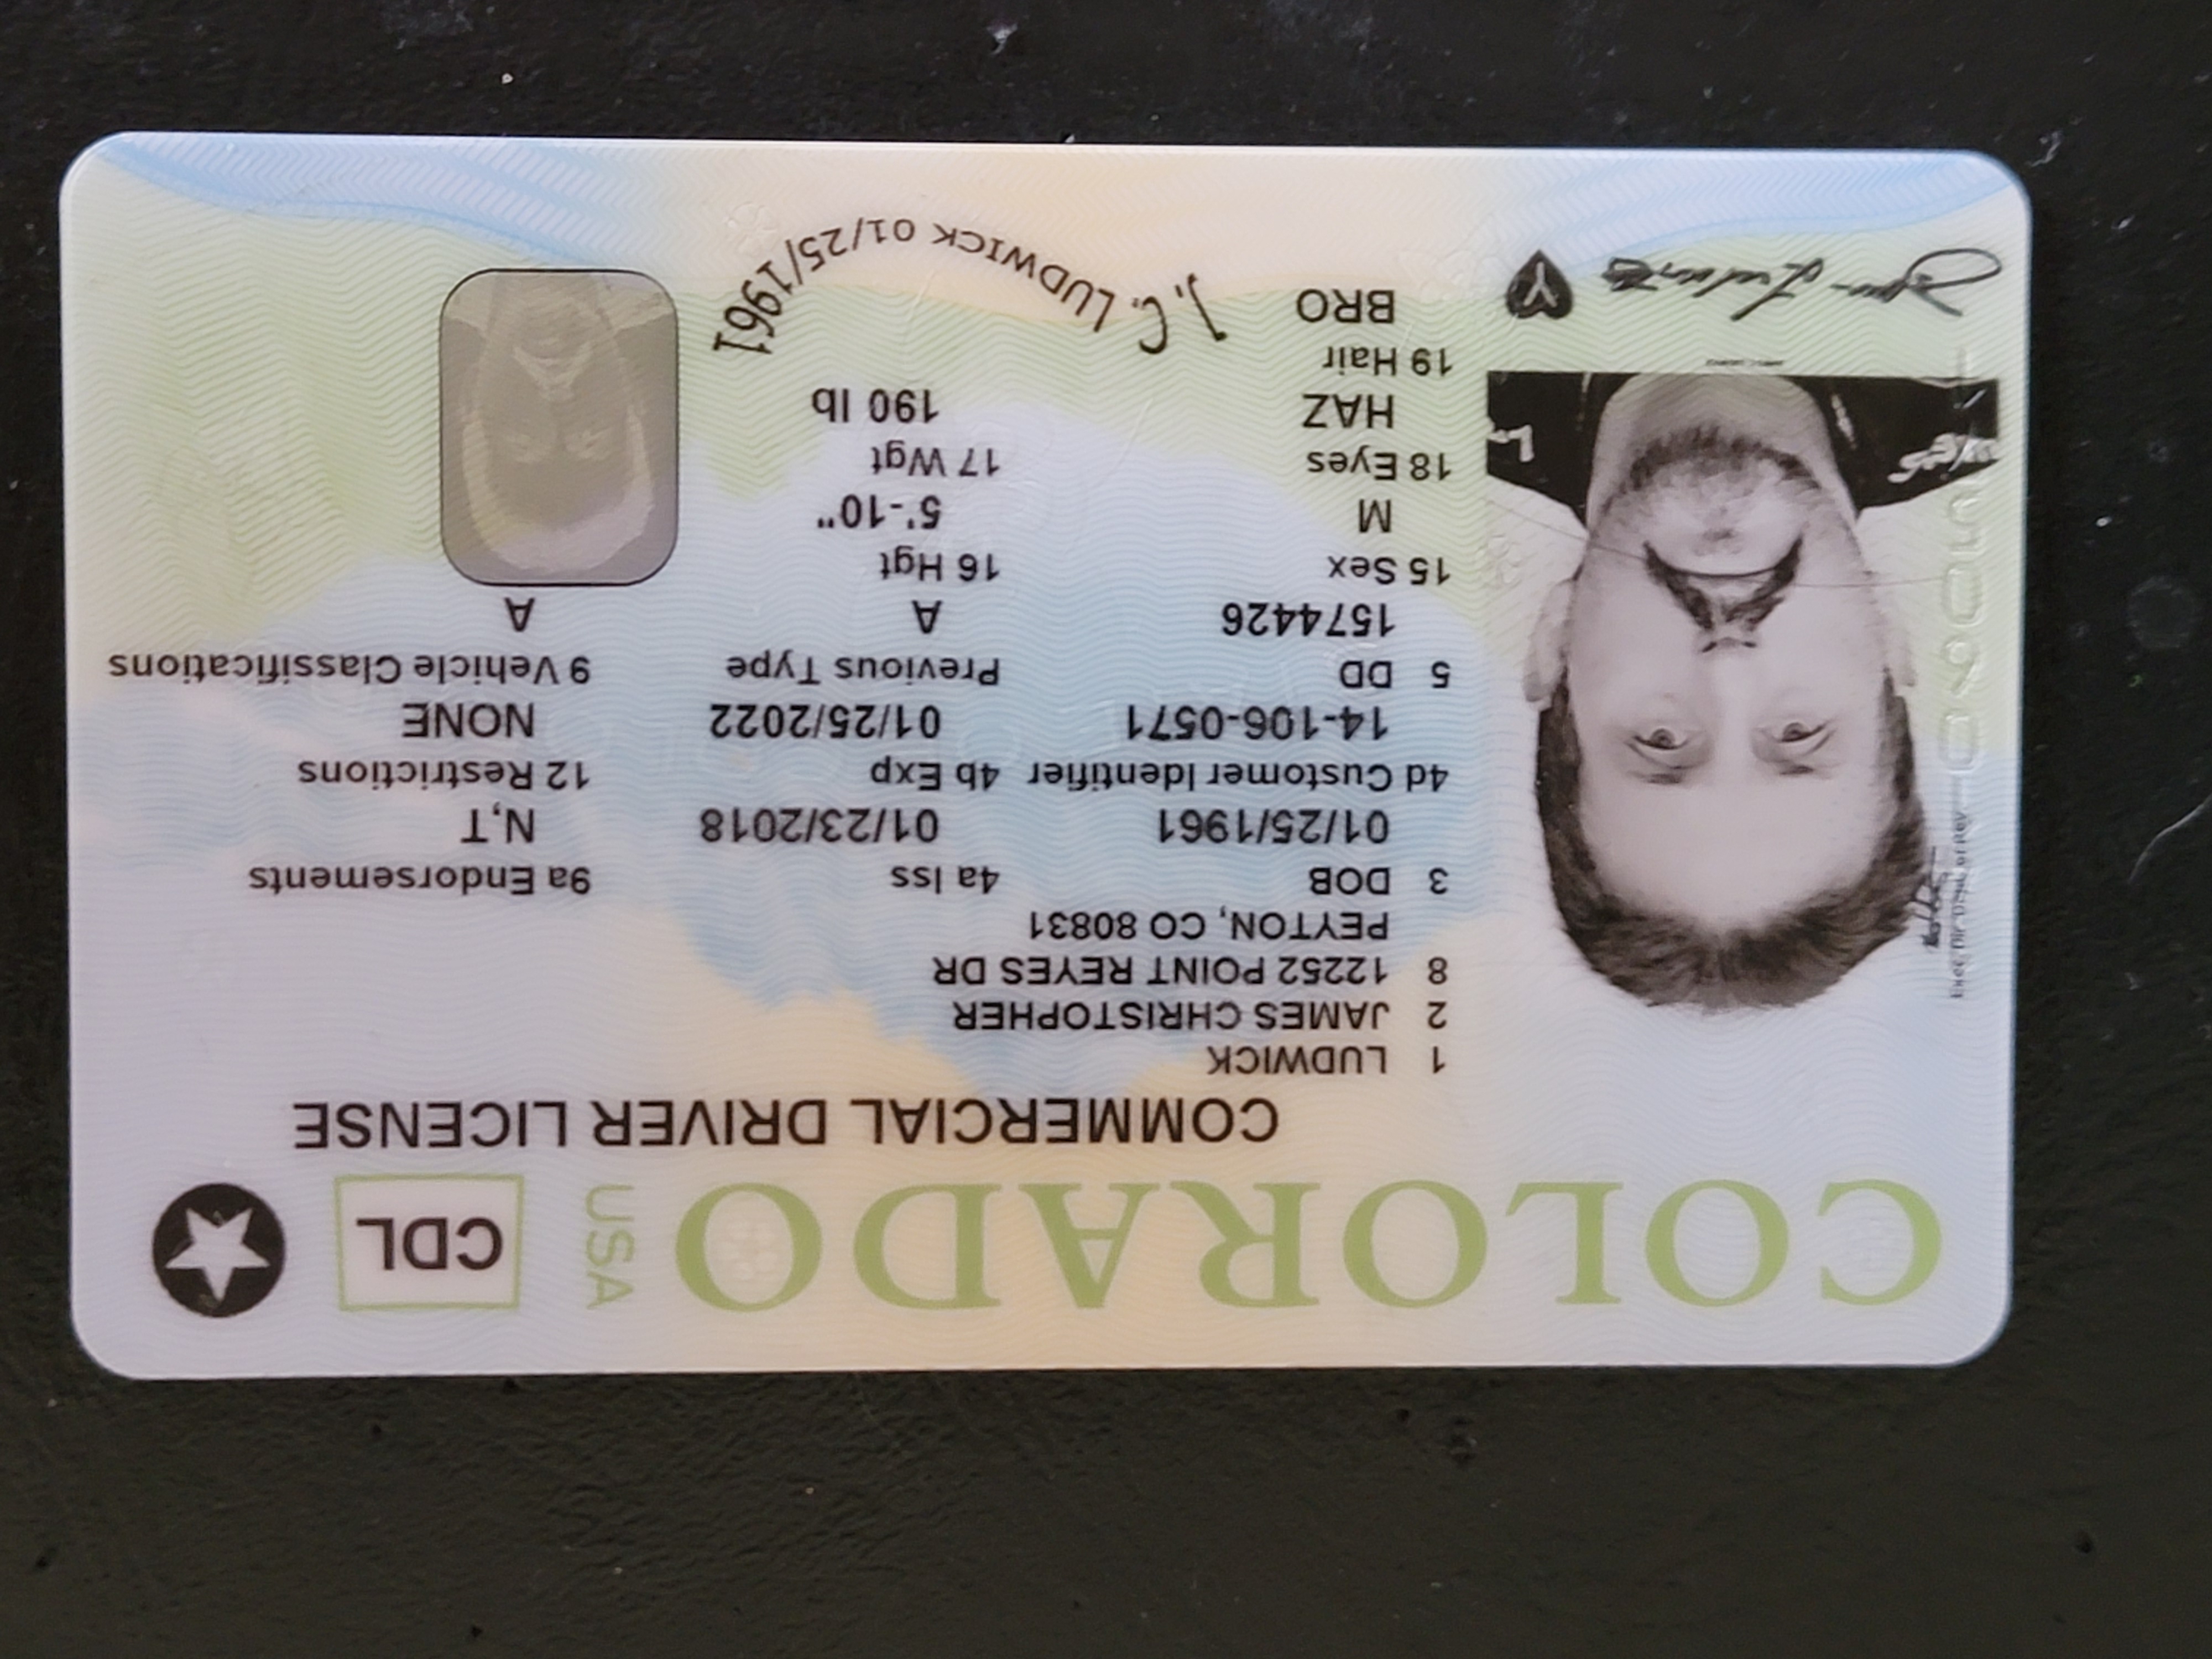 COLORADO USA CDL
COMMERCIAL DRIVER LICENSE
1 LUDWICK
2 JAMES CHRISTOPHER
8 12252 POINT REYES DR
PEYTON, CO 80831
3 DOB 4a Iss 9a Endorsements
01/25/1961 01/23/2018 N,T
4d Customer Identifier 4b Exp 12 Restrictions
14-106-0571 01/25/2022 NONE
5 DD Previous Type 9 Vehicle Classifications
1574426 A A
15 Sex 16 Hgt
M 5'-10"
18 Eyes 17 Wgt
HAZ 190 lb
19 Hair
BRO
J.C. LUDWICK 01/25/1961
Y